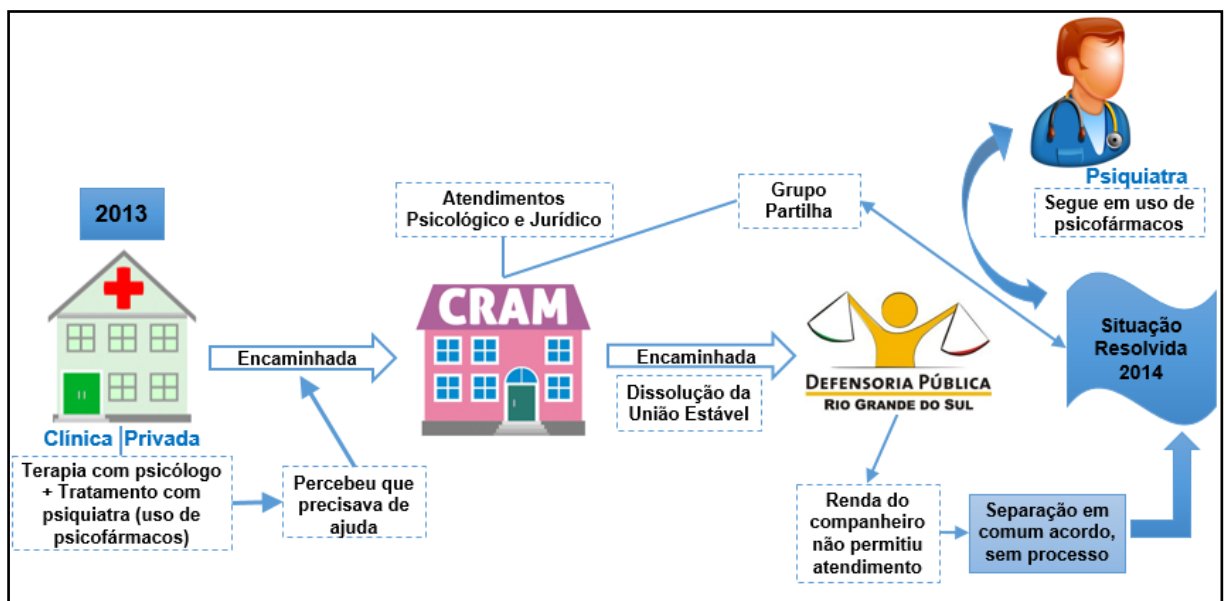 2013
Clínica Privada
Terapia com psicólogo
+ Tratamento com
psiquiatra (uso de
psicofármacos)
Percebeu que
precisava de
ajuda
Encaminhada
Atendimentos
Psicológico e Jurídico
CRAM
Grupo
Partilha
Encaminhada
Dissolução da
União Estável
DEFENSORIA PÚBLICA
RIO GRANDE DO SUL
Renda do
companheiro
não permitiu
atendimento
Separação em
comum acordo,
sem processo
Situação
Resolvida
2014
Psiquiatra
Segue em uso de
psicofármacos